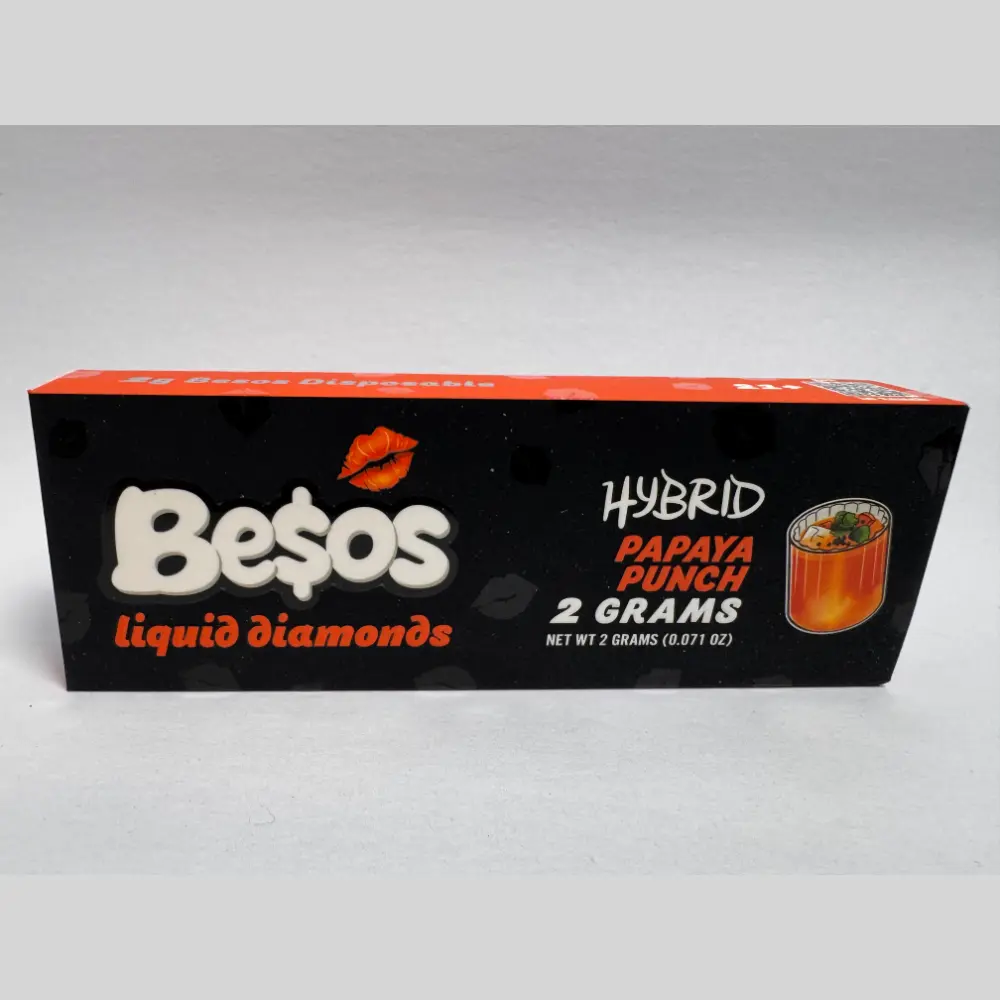 2g Besos Disposable
21+
Be$os
liquid diamonds
HYBRID
PAPAYA
PUNCH
2 GRAMS
NET WT 2 GRAMS (0.071 OZ)